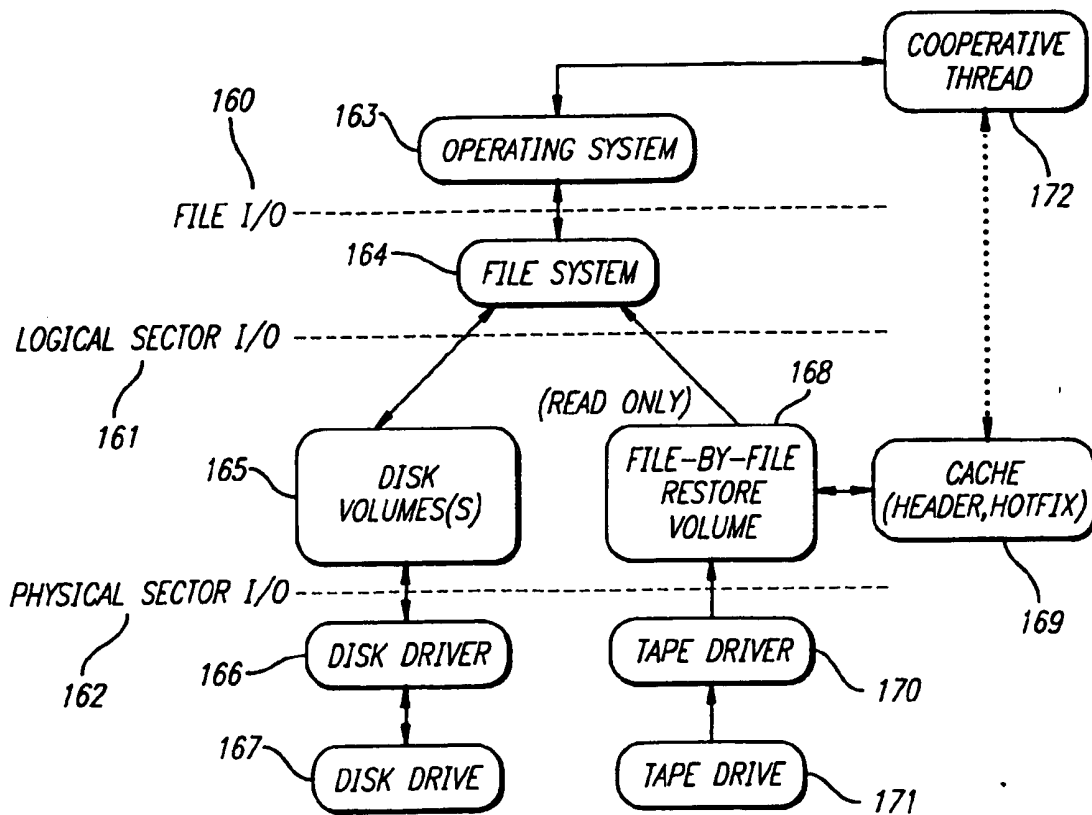 COOPERATIVE
THREAD
172
160
163
OPERATING SYSTEM
FILE I/O
164
FILE SYSTEM
LOGICAL SECTOR I/O
161
(READ ONLY)
168
165
DISK
VOLUMES(S)
FILE-BY-FILE
RESTORE
VOLUME
CACHE
(HEADER,HOTFIX)
169
PHYSICAL SECTOR I/O
162
166
DISK DRIVER
TAPE DRIVER
170
167
DISK DRIVE
TAPE DRIVE
171